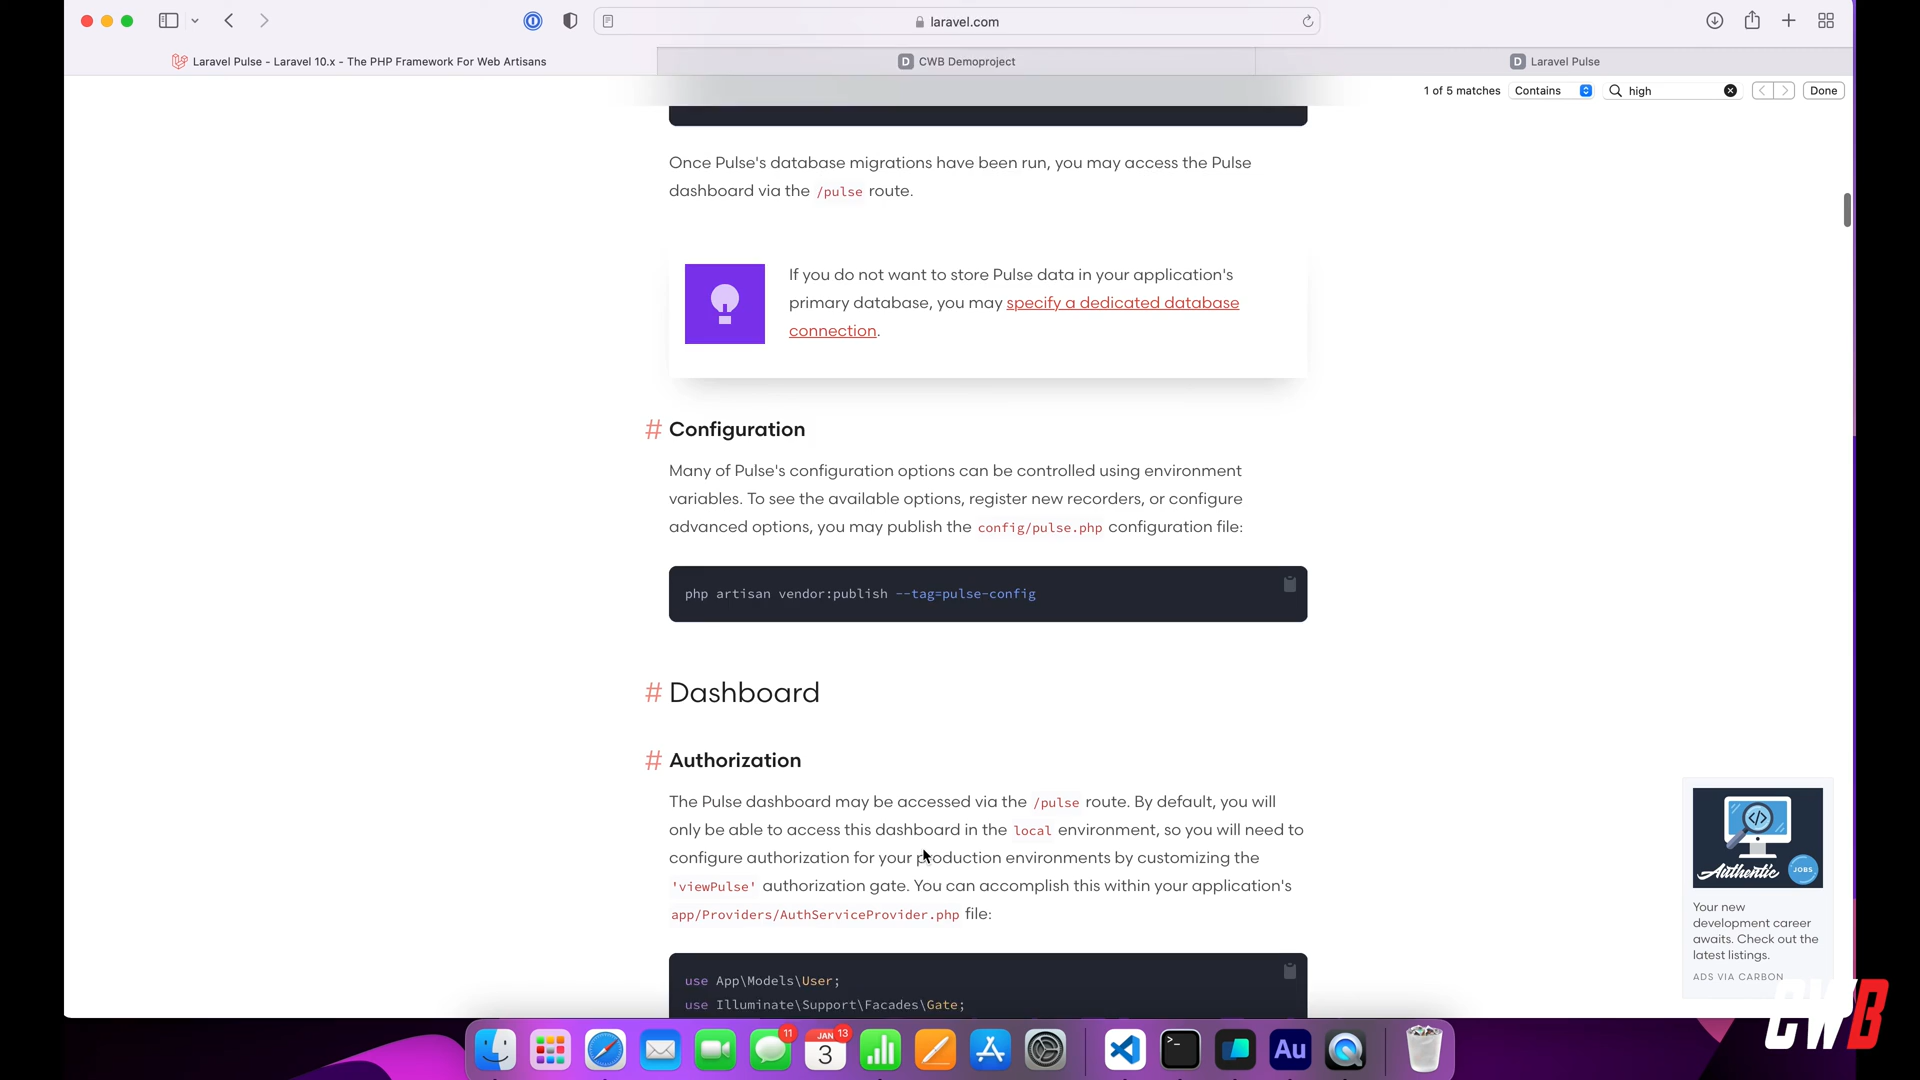 laravel.com
Laravel Pulse - Laravel 10.x - The PHP Framework For Web Artisans
D CWB Demoproject
D Laravel Pulse
1 of 5 matches Contains high Done
Once Pulse's database migrations have been run, you may access the Pulse
dashboard via the /pulse route.
If you do not want to store Pulse data in your application's
primary database, you may specify a dedicated database
connection.
# Configuration
Many of Pulse's configuration options can be controlled using environment
variables. To see the available options, register new recorders, or configure
advanced options, you may publish the config/pulse.php configuration file:
php artisan vendor:publish --tag=pulse-config
# Dashboard
# Authorization
The Pulse dashboard may be accessed via the /pulse route. By default, you will
only be able to access this dashboard in the local environment, so you will need to
configure authorization for your production environments by customizing the
'viewPulse' authorization gate. You can accomplish this within your application's
app/Providers/AuthServiceProvider.php file:
use App\Models\User;
use Illuminate\Support\Facades\Gate;
Authentic JOBS
Your new
development career
awaits. Check out the
latest listings.
ADS VIA CARBON
CWB
11
JAN 13
3
>_
Au